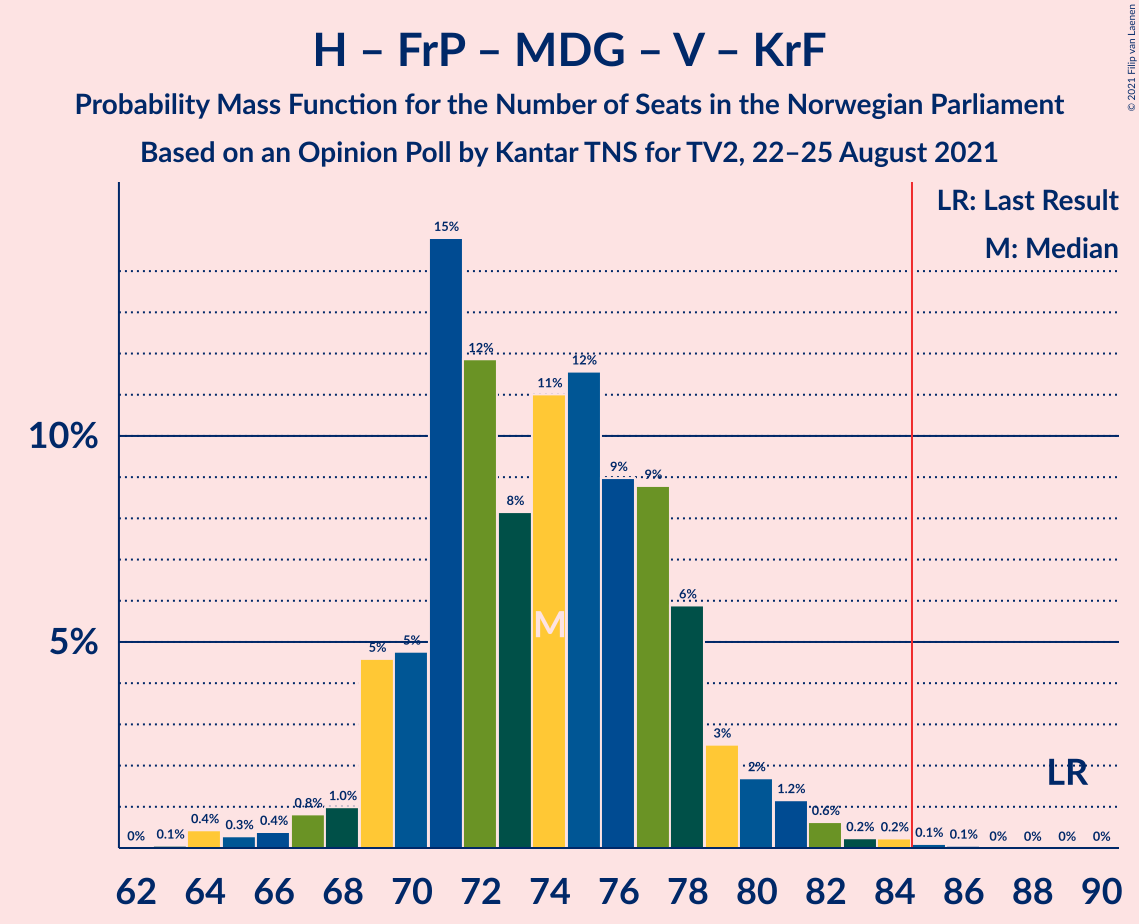 H – FrP – MDG – V – KrF
Probability Mass Function for the Number of Seats in the Norwegian Parliament
Based on an Opinion Poll by Kantar TNS for TV2, 22–25 August 2021
© 2021 Filip van Laenen
LR: Last Result
M: Median
10%
5%
0% 0.1% 0.4% 0.3% 0.4% 0.8% 1.0% 5% 5% 15% 12% 8% 11% 12% 9% 9% 6% 3% 2% 1.2% 0.6% 0.2% 0.2% 0.1% 0.1% 0% 0% 0% 0%
M
LR
62 64 66 68 70 72 74 76 78 80 82 84 86 88 90